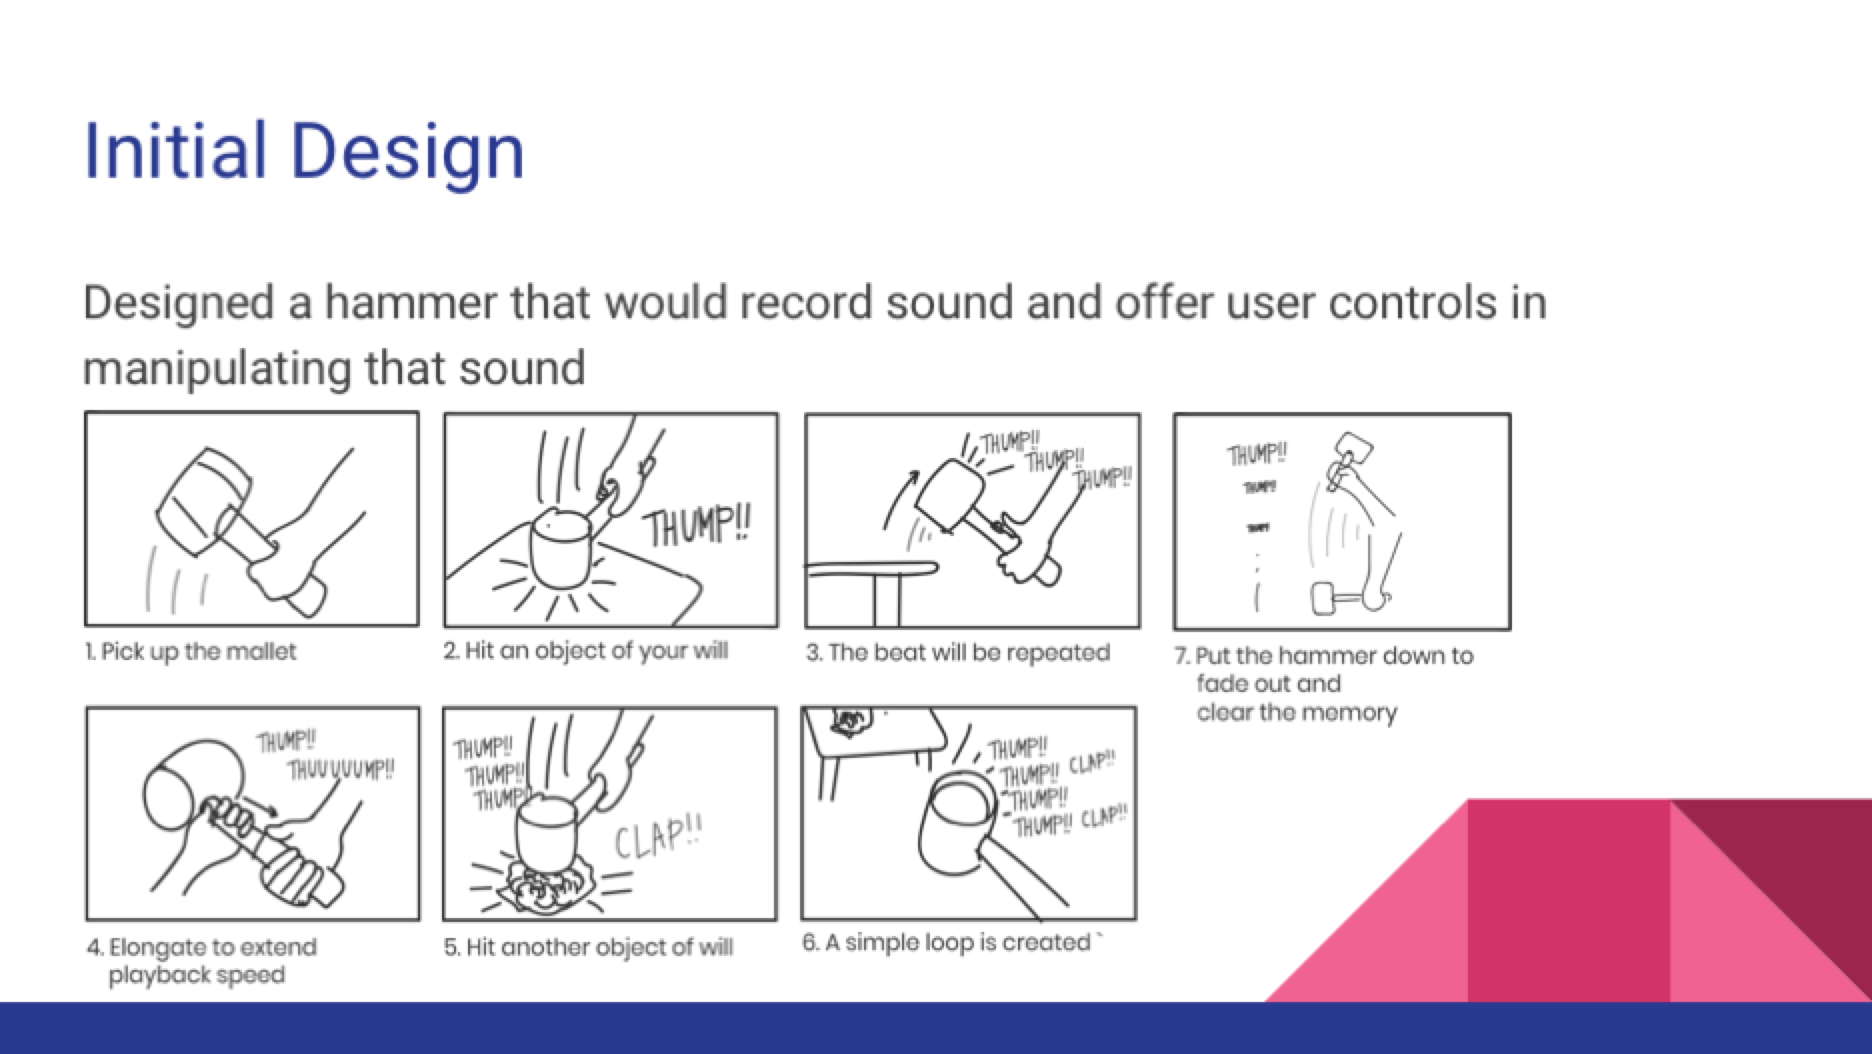 Initial Design
Designed a hammer that would record sound and offer user controls in
manipulating that sound
1. Pick up the mallet
THUMP!!
2. Hit an object of your will
THUMP!!
THUMP!!
THUMP!!
3. The beat will be repeated
THUMP!!
THUMP!!
7. Put the hammer down to
fade out and
clear the memory
THUMP!!
THUUUUUMP!!
4. Elongate to extend
playback speed
THUMP!!
THUMP!!
THUMP!
CLAP!!
5. Hit another object of will
THUMP!!
THUMP!! CLAP!!
THUMP!!
THUMP!! CLAP!!
6. A simple loop is created `